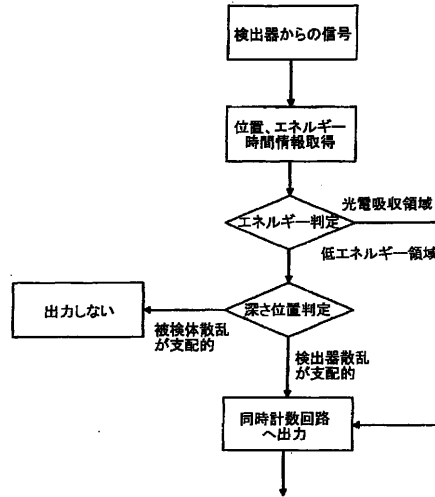 検出器からの信号
位置、エネルギー
時間情報取得
光電吸収領域
エネルギー判定
低エネルギー領域
出力しない
深さ位置判定
被検体散乱
が支配的
検出器散乱
が支配的
同時計数回路
へ出力